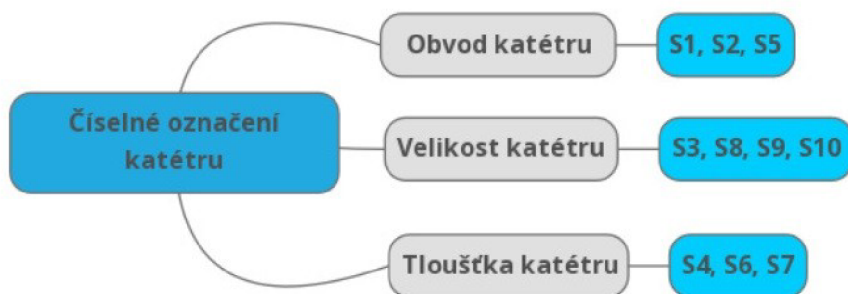 Číselné označení
katétru
Obvod katétru
S1, S2, S5
Velikost katétru
S3, S8, S9, S10
Tloušťka katétru
S4, S6, S7